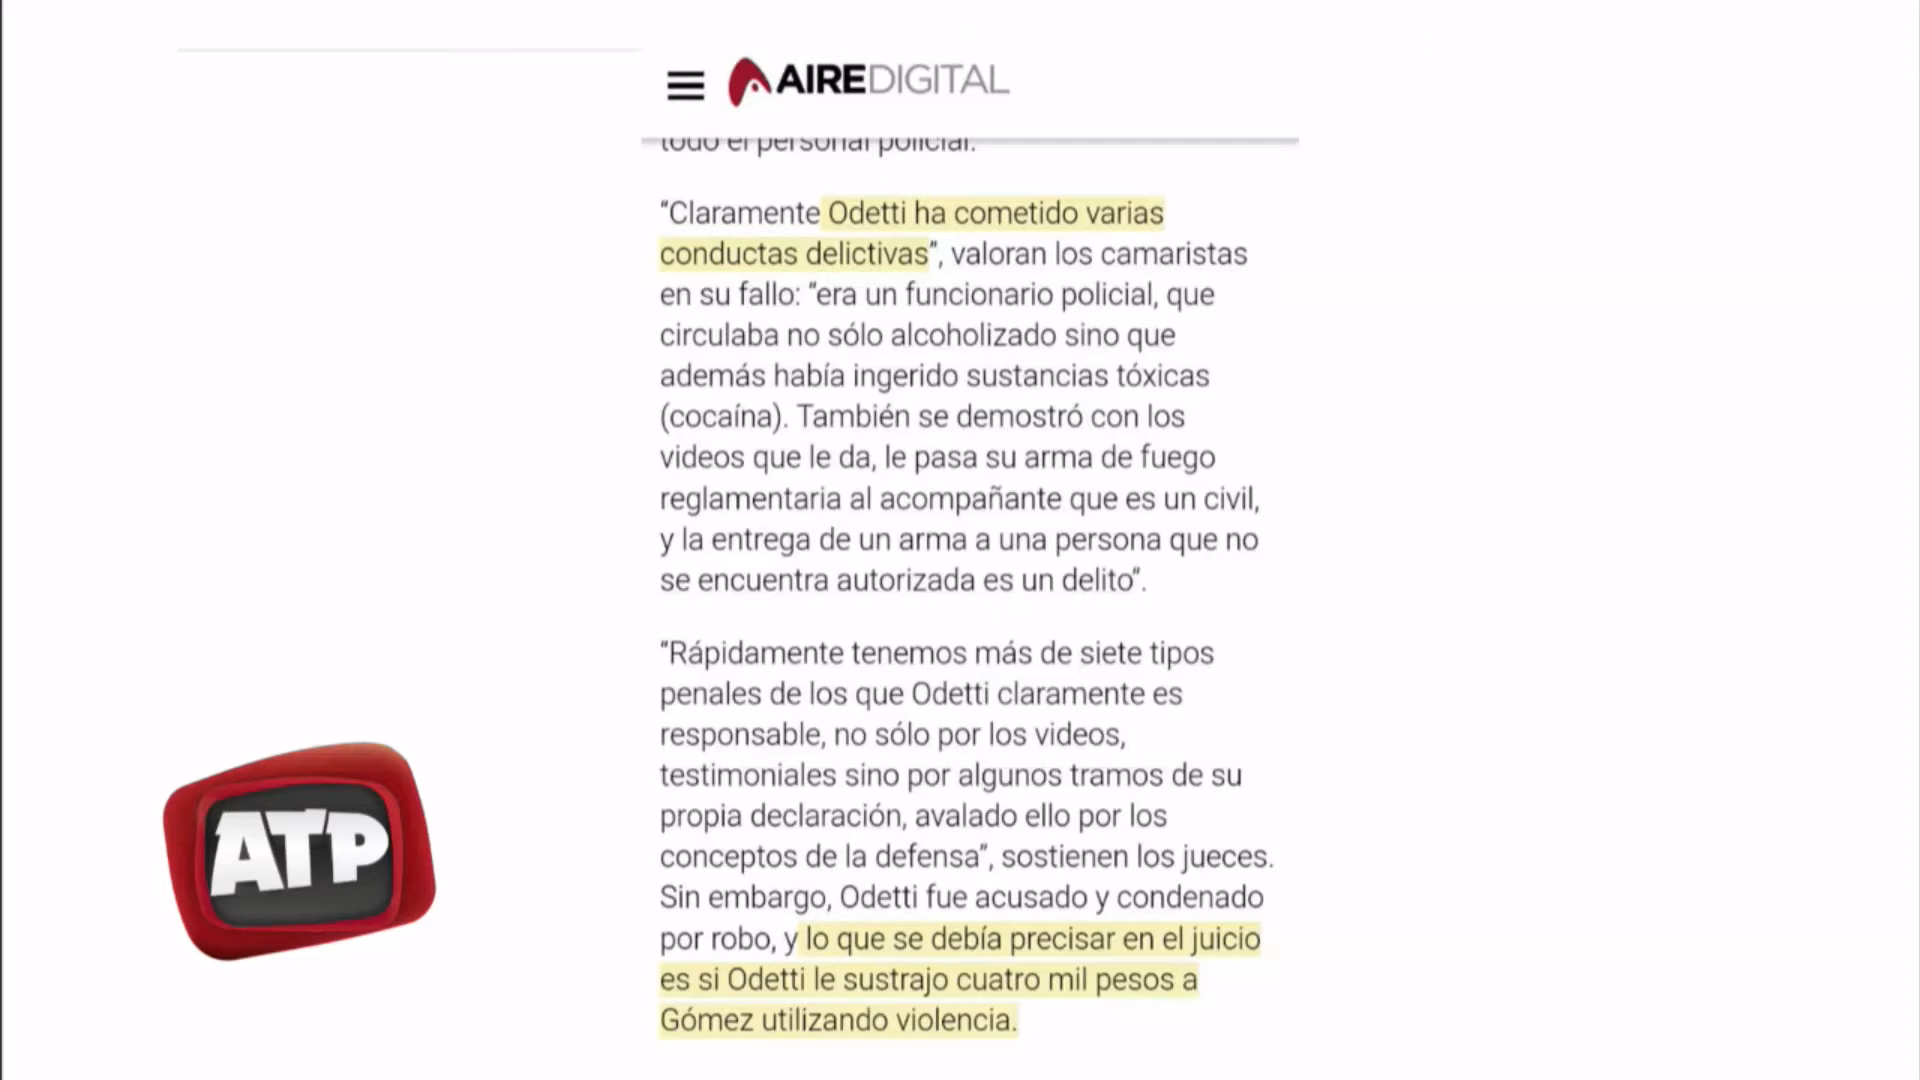 AIREDIGITAL
todo el personal policial.
“Claramente Odetti ha cometido varias
conductas delictivas”, valoran los camaristas
en su fallo: “era un funcionario policial, que
circulaba no sólo alcoholizado sino que
además había ingerido sustancias tóxicas
(cocaína). También se demostró con los
videos que le da, le pasa su arma de fuego
reglamentaria al acompañante que es un civil,
y la entrega de un arma a una persona que no
se encuentra autorizada es un delito”.
“Rápidamente tenemos más de siete tipos
penales de los que Odetti claramente es
responsable, no sólo por los videos,
testimoniales sino por algunos tramos de su
propia declaración, avalado ello por los
conceptos de la defensa”, sostienen los jueces.
Sin embargo, Odetti fue acusado y condenado
por robo, y lo que se debía precisar en el juicio
es si Odetti le sustrajo cuatro mil pesos a
Gómez utilizando violencia.
ATP